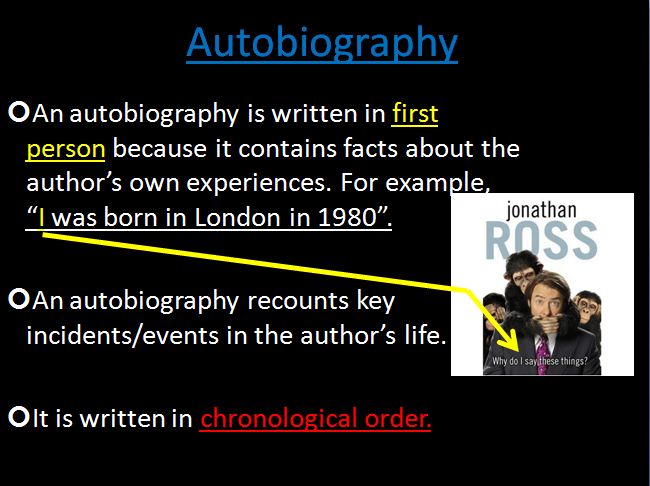 Autobiography
An autobiography is written in first
person because it contains facts about the
author’s own experiences. For example,
“I was born in London in 1980”.
jonathan
ROSS
Why do I say these things?
An autobiography recounts key
incidents/events in the author’s life.
It is written in chronological order.